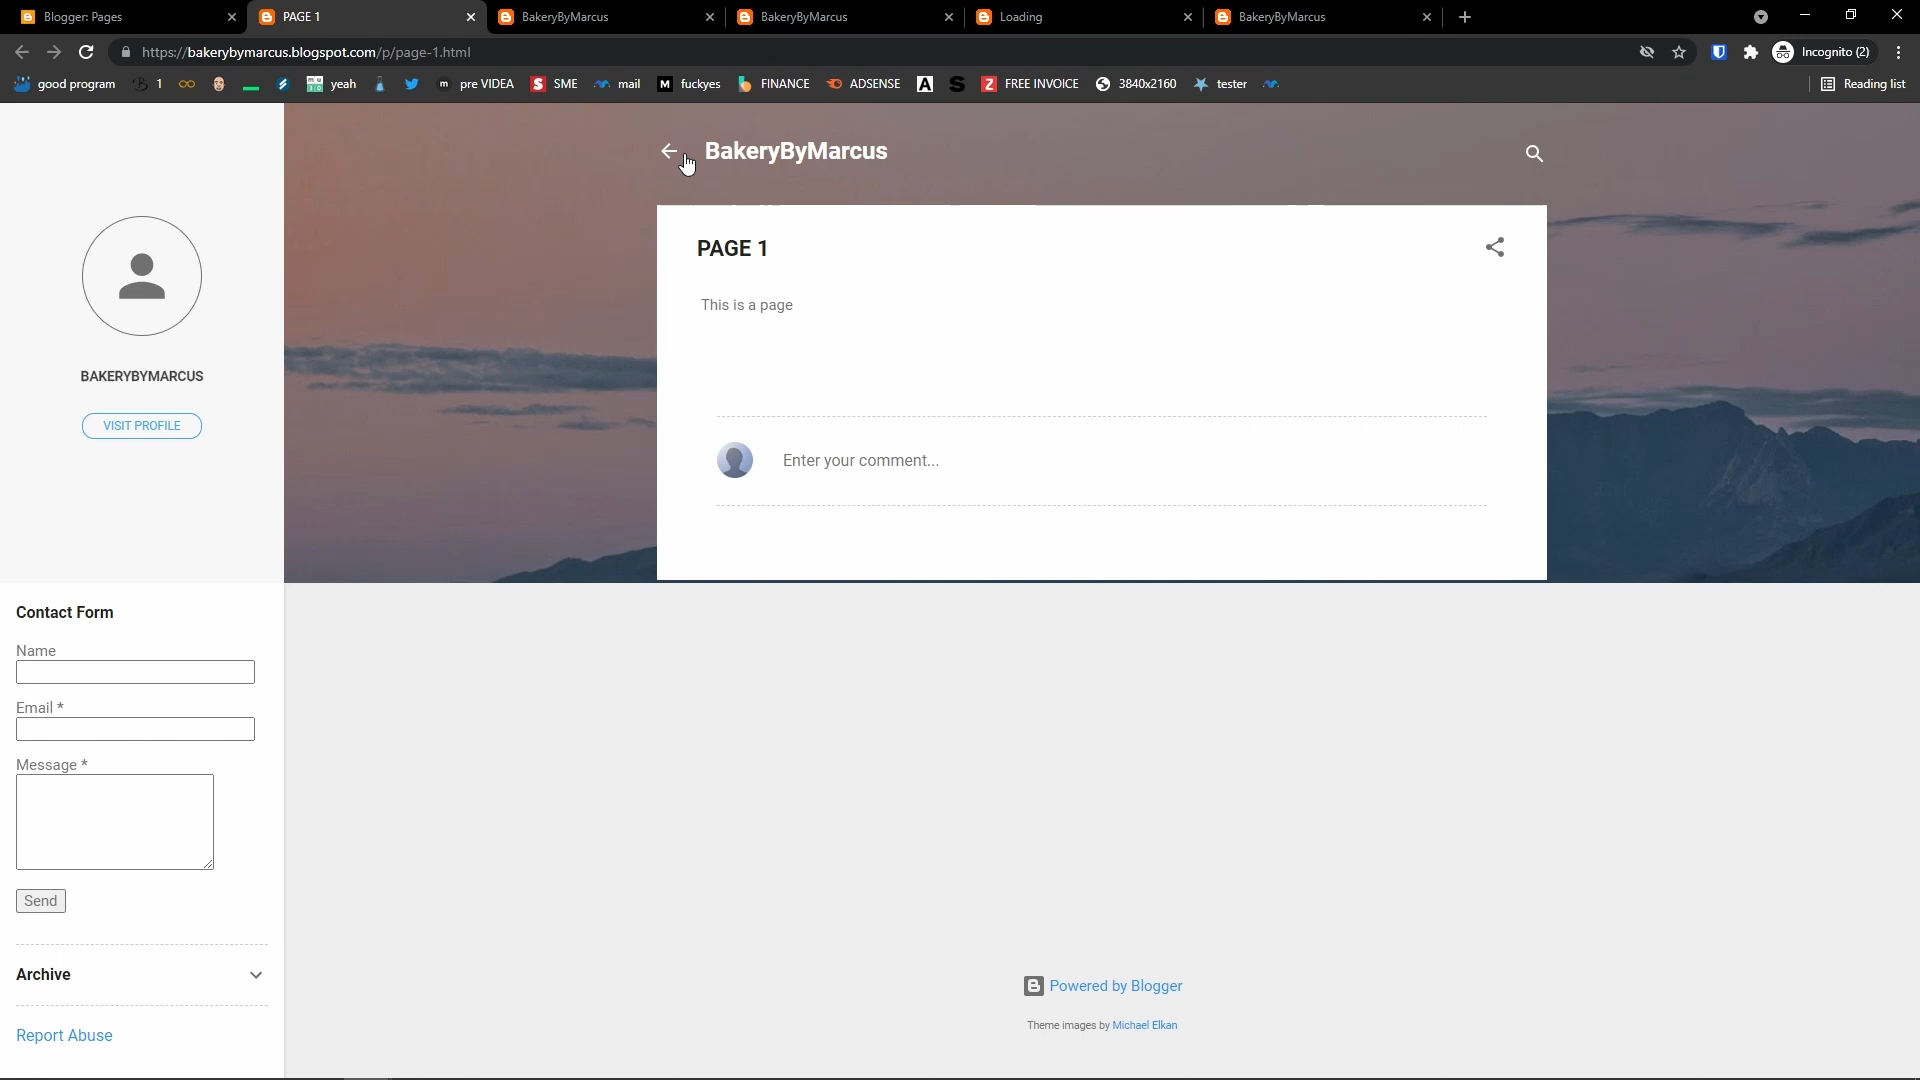 Blogger: Pages
PAGE 1
BakeryByMarcus
BakeryByMarcus
Loading
BakeryByMarcus
https://bakerybymarcus.blogspot.com/p/page-1.html
Incognito (2)
good program
1
yeah
pre VIDEA
SME
mail
fuckyes
FINANCE
ADSENSE
FREE INVOICE
3840x2160
tester
Reading list
BakeryByMarcus
PAGE 1
This is a page
Enter your comment...
BAKERYBYMARCUS
VISIT PROFILE
Contact Form
Name
Email *
Message *
Send
Archive
Report Abuse
Powered by Blogger
Theme images by Michael Elkan